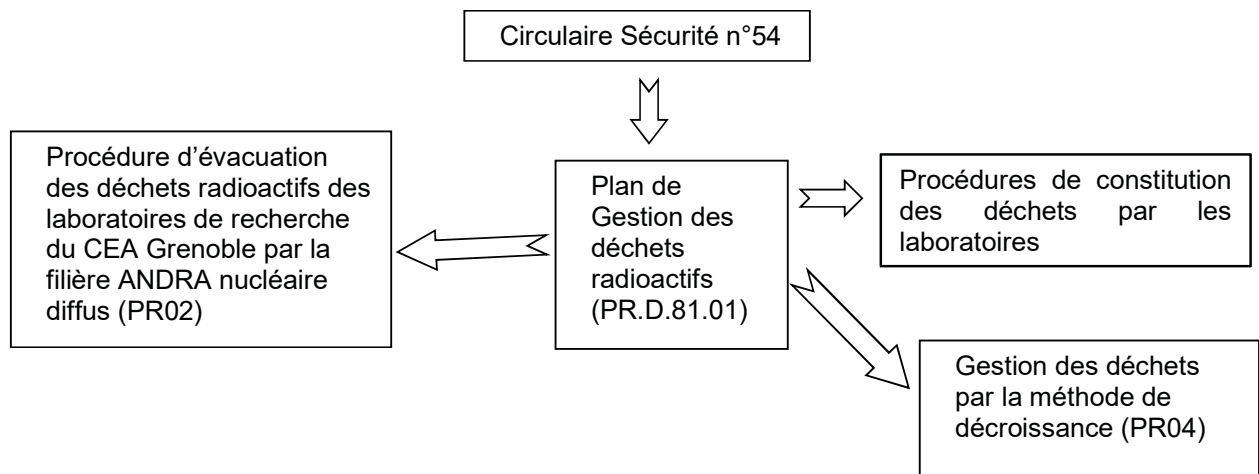 Circulaire Sécurité n°54
Procédure d’évacuation
des déchets radioactifs des
laboratoires de recherche
du CEA Grenoble par la
filière ANDRA nucléaire
diffus (PR02)
Plan de
Gestion des
déchets
radioactifs
(PR.D.81.01)
Procédures de constitution
des déchets par les
laboratoires
Gestion des déchets
par la méthode de
décroissance (PR04)